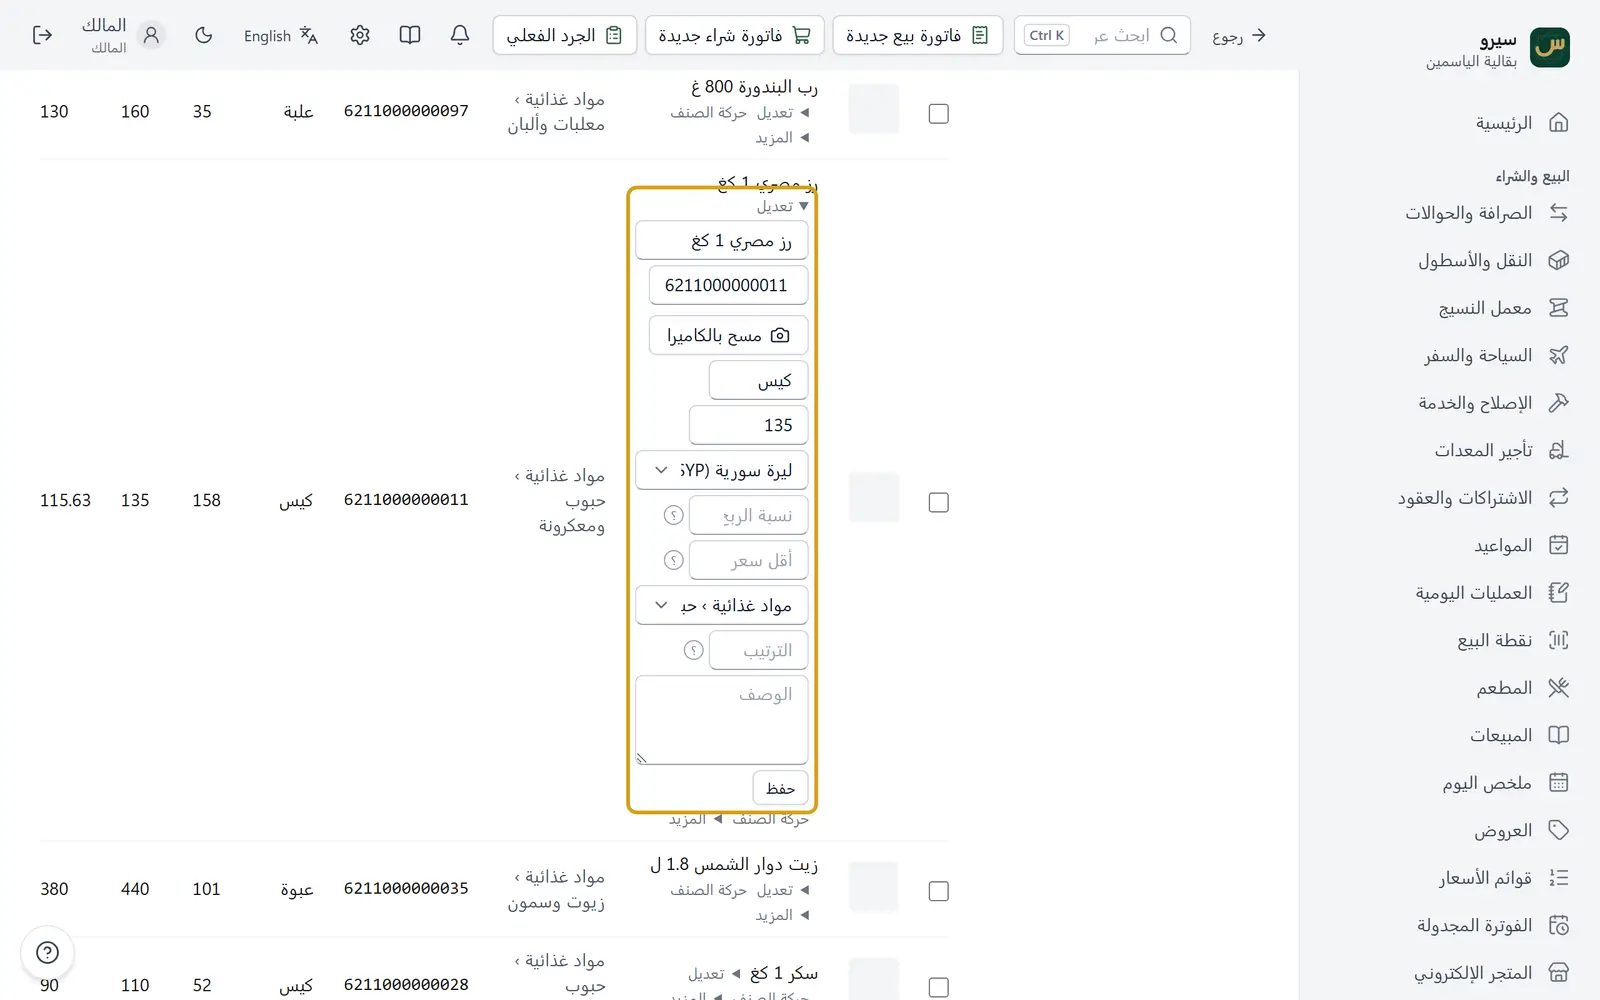 سيرو
بقالية الياسمين
رجوع
ابحث عر
Ctrl K
فاتورة بيع جديدة
فاتورة شراء جديدة
الجرد الفعلي
English
المالك
المالك
الرئيسية
البيع والشراء
الصرافة والحوالات
النقل والأسطول
معمل النسيج
السياحة والسفر
الإصلاح والخدمة
تأجير المعدات
الاشتراكات والعقود
المواعيد
العمليات اليومية
نقطة البيع
المطعم
المبيعات
ملخص اليوم
العروض
قوائم الأسعار
الفوترة المجدولة
المتجر الإلكتروني
رب البندورة 800 غ
تعديل حركة الصنف
المزيد
مواد غذائية ›
معلبات وألبان
6211000000097
علبة
35
160
130
رز مصري 1 كغ
تعديل
رز مصري 1 كغ
6211000000011
مسح بالكاميرا
كيس
135
ليرة سورية (SYP
نسبة الربح
؟
أقل سعر
؟
مواد غذائية › حبـ
الترتيب
؟
الوصف
حفظ
حركة الصنف المزيد
مواد غذائية ›
حبوب
ومعكرونة
6211000000011
كيس
158
135
115.63
زيت دوار الشمس 1.8 ل
تعديل حركة الصنف
المزيد
مواد غذائية ›
زيوت وسمون
6211000000035
عبوة
101
440
380
سكر 1 كغ تعديل
حركة الصنف المزيد
مواد غذائية ›
حبوب
6211000000028
كيس
52
110
90